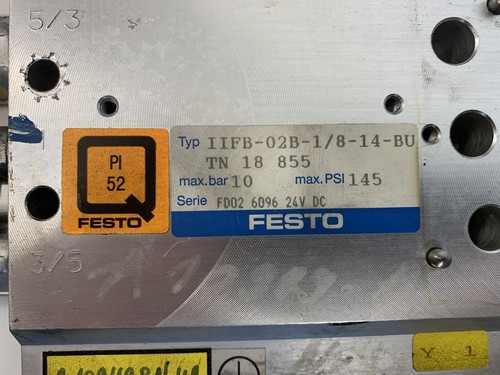 5/3
PI
52
FESTO
Typ IIFB-02B-1/8-14-BU
TN 18 855
max.bar 10 max.PSI 145
Serie FD02 6096 24V DC
FESTO
3/5
Y 1